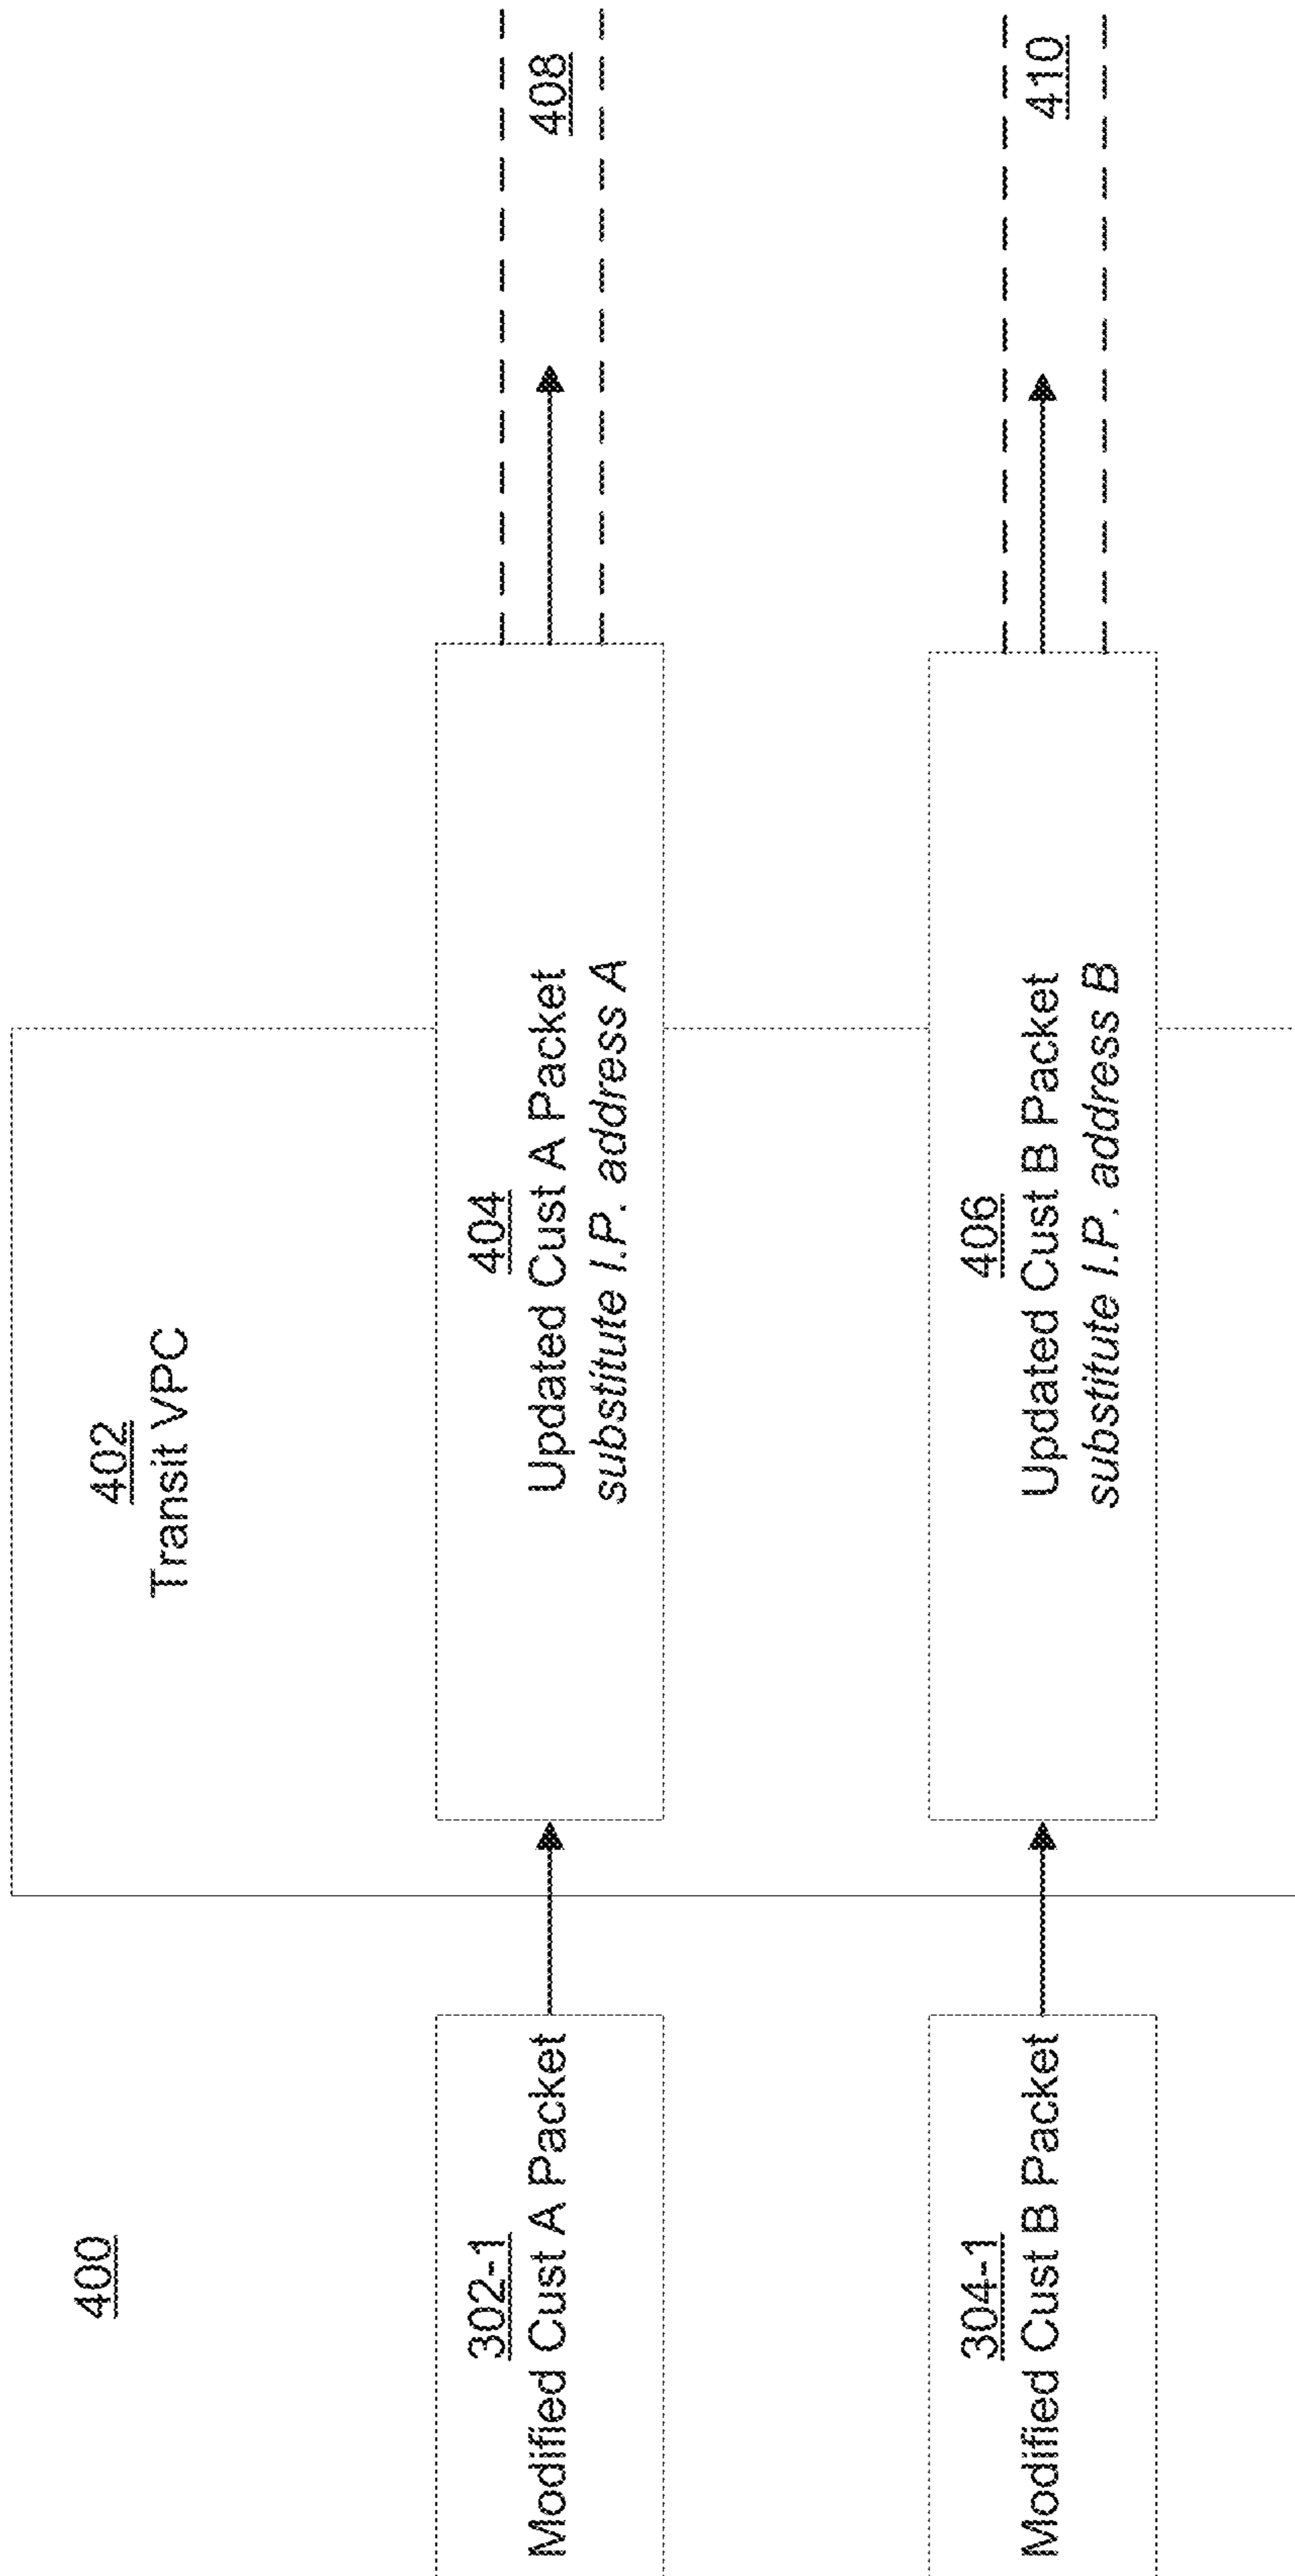 400
402
Transit VPC
302-1
Modified Cust A Packet
404
Updated Cust A Packet
substitute I.P. address A
408
304-1
Modified Cust B Packet
406
Updated Cust B Packet
substitute I.P. address B
410